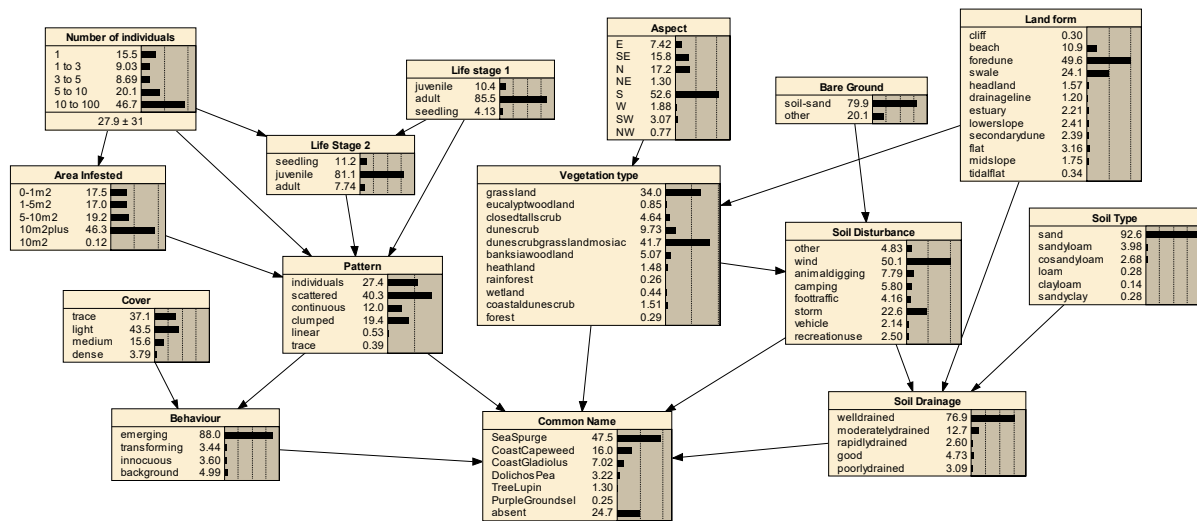 Number of individuals
1 15.5
1 to 3 9.03
3 to 5 8.69
5 to 10 20.1
10 to 100 46.7
27.9 ± 31
Life stage 1
juvenile 10.4
adult 85.5
seedling 4.13
Aspect
E 7.42
SE 15.8
N 17.2
NE 1.30
S 52.6
W 1.88
SW 3.07
NW 0.77
Bare Ground
soil-sand 79.9
other 20.1
Land form
cliff 0.30
beach 10.9
foredune 49.6
swale 24.1
headland 1.57
drainageline 1.20
estuary 2.21
lowerslope 2.41
secondarydune 2.39
flat 3.16
midslope 1.75
tidalflat 0.34
Life Stage 2
seedling 11.2
juvenile 81.1
adult 7.74
Area Infested
0-1m2 17.5
1-5m2 17.0
5-10m2 19.2
10m2plus 46.3
10m2 0.12
Vegetation type
grassland 34.0
eucalyptwoodland 0.85
closedtallscrub 4.64
dunescrub 9.73
dunescrubgrasslandmosiac 41.7
banksiawoodland 5.07
heathland 1.48
rainforest 0.26
wetland 0.44
coastaldunescrub 1.51
forest 0.29
Soil Disturbance
other 4.83
wind 50.1
animaldigging 7.79
camping 5.80
foottraffic 4.16
storm 22.6
vehicle 2.14
recreationuse 2.50
Soil Type
sand 92.6
sandyloam 3.98
cosandyloam 2.68
loam 0.28
clayloam 0.14
sandyclay 0.28
Pattern
individuals 27.4
scattered 40.3
continuous 12.0
clumped 19.4
linear 0.53
trace 0.39
Cover
trace 37.1
light 43.5
medium 15.6
dense 3.79
Behaviour
emerging 88.0
transforming 3.44
innocuous 3.60
background 4.99
Common Name
SeaSpurge 47.5
CoastCapeweed 16.0
CoastGladiolus 7.02
DolichosPea 3.22
TreeLupin 1.30
PurpleGroundsel 0.25
absent 24.7
Soil Drainage
welldrained 76.9
moderatelydrained 12.7
rapidlydrained 2.60
good 4.73
poorlydrained 3.09